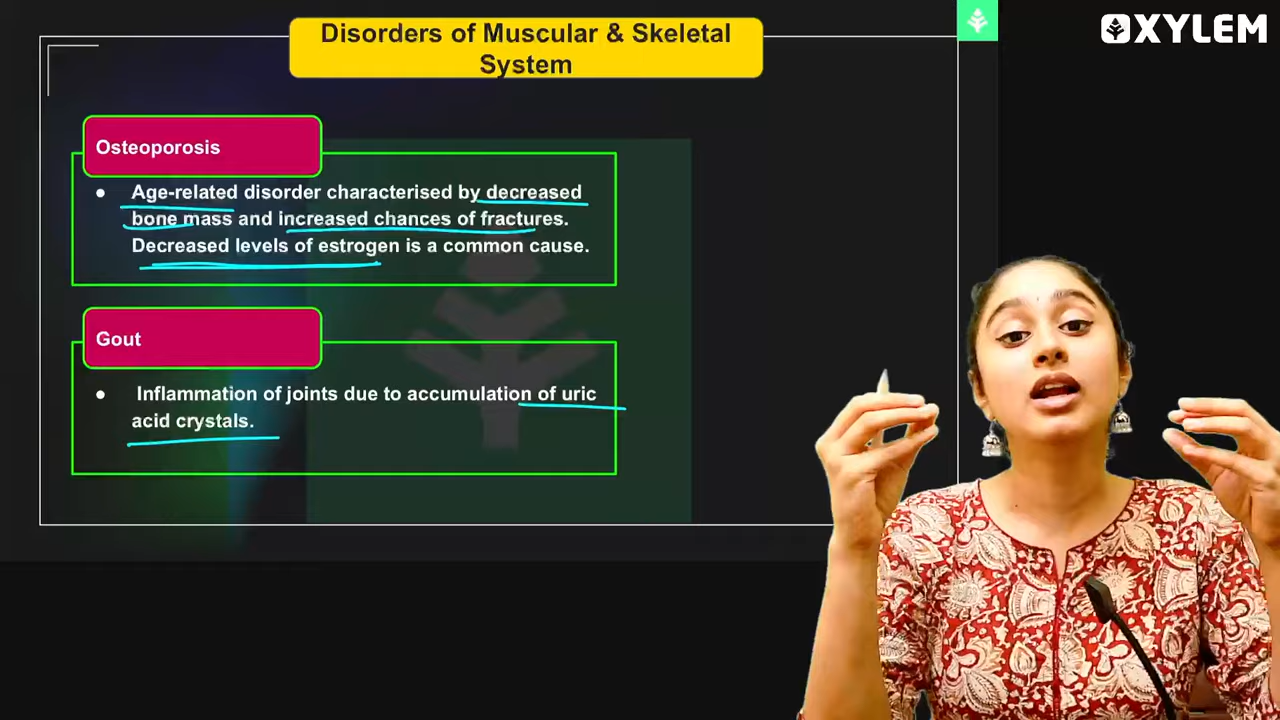 Disorders of Muscular & Skeletal
System
XYLEM
Osteoporosis
● Age-related disorder characterised by decreased
bone mass and increased chances of fractures.
Decreased levels of estrogen is a common cause.
Gout
● Inflammation of joints due to accumulation of uric
acid crystals.